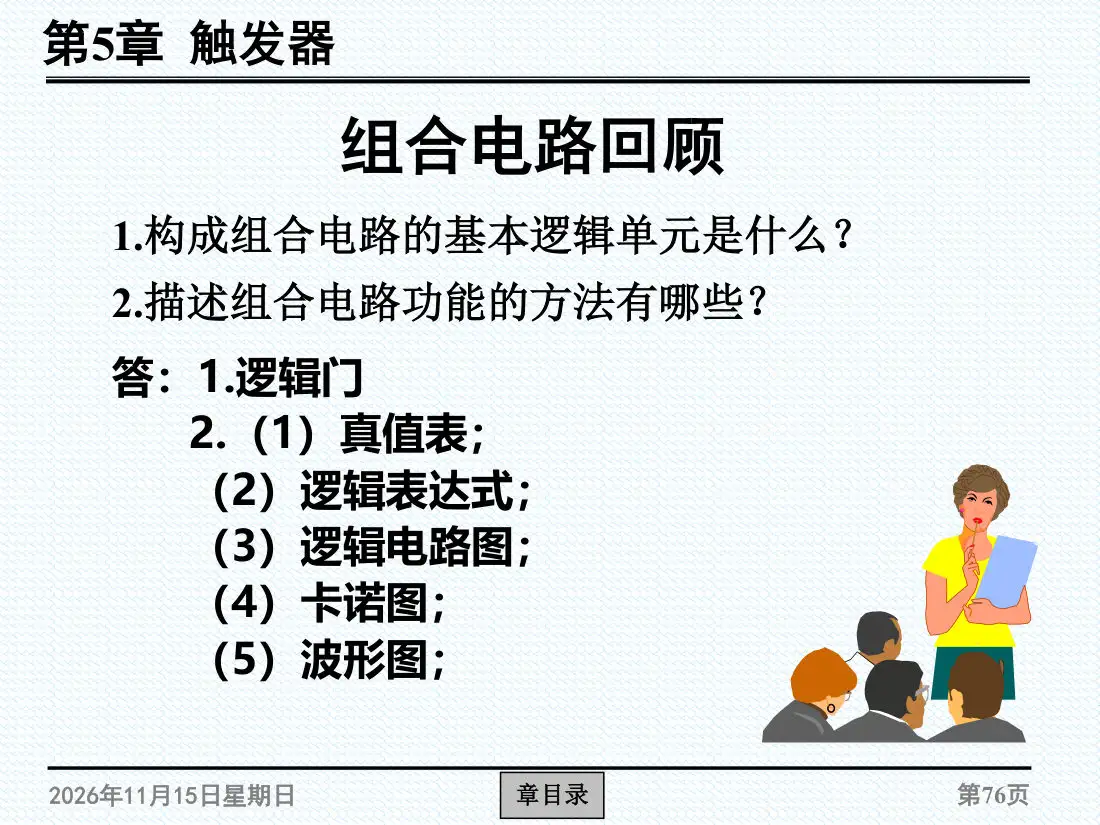 第5章 触发器
组合电路回顾
1.构成组合电路的基本逻辑单元是什么？
2.描述组合电路功能的方法有哪些？
答：1.逻辑门
2.（1）真值表；
（2）逻辑表达式；
（3）逻辑电路图；
（4）卡诺图；
（5）波形图；
2026年11月15日星期日
章目录
第76页